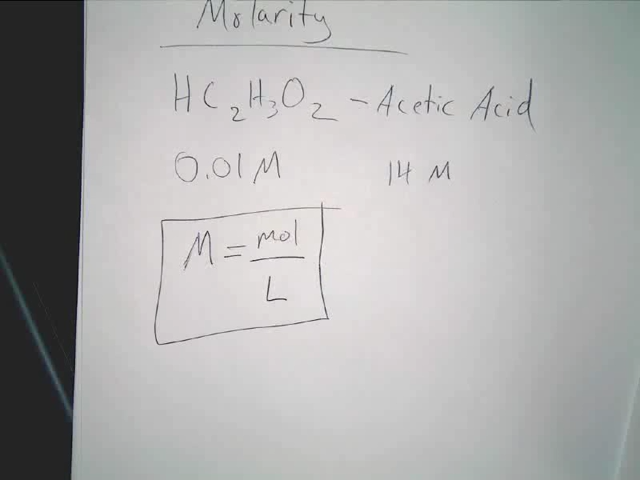 Molarity
HC₂H₃O₂ - Acetic Acid
0.01 M 14 M
M = mol
L